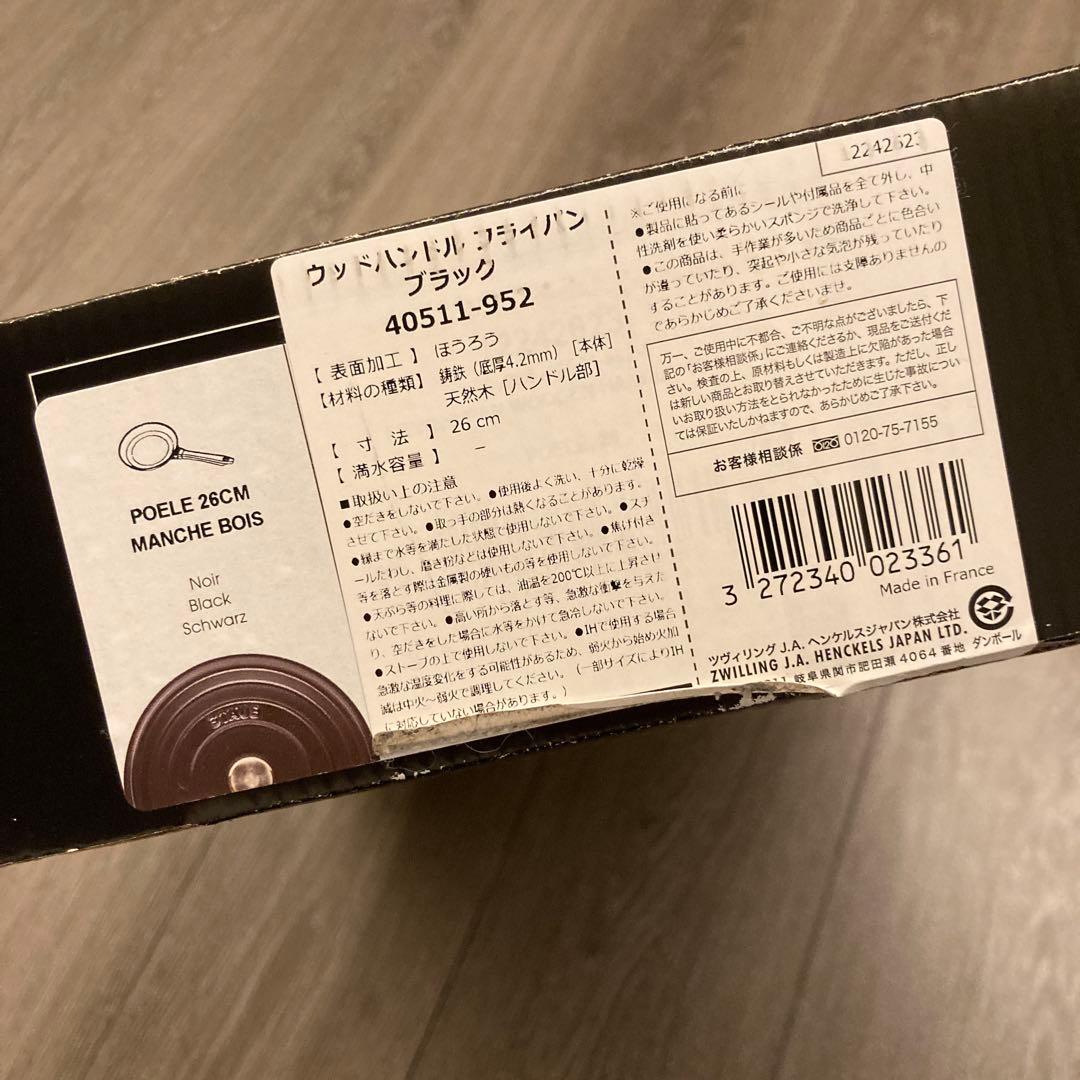 POELE 26CM
MANCHE BOIS
Noir
Black
Schwarz
STAUB
ウッドハンドル フライパン
ブラック
40511-952
【 表面加工 】 ほうろう
【材料の種類】 鋳鉄(底厚4.2mm) [本体]
天然木 [ハンドル部]
【 寸 法 】 26 cm
【 満水容量 】 –
■取扱い上の注意
●空だきをしないで下さい。●使用後よく洗い、十分に乾燥
させて下さい。●取っ手の部分は熱くなることがあります。
●縁まで水等を満たした状態で使用しないで下さい。●スチ
ールたわし、磨き粉などは使用しないで下さい。●焦げ付き
等を落とす際は金属製の硬いもの等を使用しないで下さい。
●天ぷら等の料理に際しては、油温を200℃以上に上昇させ
ないで下さい。●高い所から落とす等、急激な衝撃を与えた
り、空だきをした場合に水等をかけて急冷しないで下さい。
●ストーブの上で使用しないで下さい。●IHで使用する場合
急激な温度変化をする可能性があるため、弱火から始め火加
減は中火～弱火で調理してください。(一部サイズによりIH
に対応していない場合があります。)
※ご使用になる前に
●製品に貼ってあるシールや付属品を全て外し、中
性洗剤を使い柔らかいスポンジで洗浄して下さい。
●この商品は、手作業が多いため商品ごとに色合い
が違っていたり、突起や小さな気泡が残っていたり
することがあります。ご使用には支障ありませんの
であらかじめご了承くださいませ。
万一、ご使用中に不都合、ご不明な点がございましたら、下
記の「お客様相談係」にご連絡くださるか、現品をご送付くだ
さい。検査の上、原材料もしくは製造上に欠陥があった場合
は新しい商品とお取り替えさせていただきます。ただし、正し
いお取り扱い方法をとられなかったために生じた事故につい
ては保証いたしかねますので、あらかじめご了承下さい。
お客様相談係 0120-75-7155
3 272340 023361
Made in France
ツヴィリング J.A. ヘンケルスジャパン株式会社
ZWILLING J.A. HENCKELS JAPAN LTD.
岐阜県関市肥田瀬 4064 番地
ダンボール